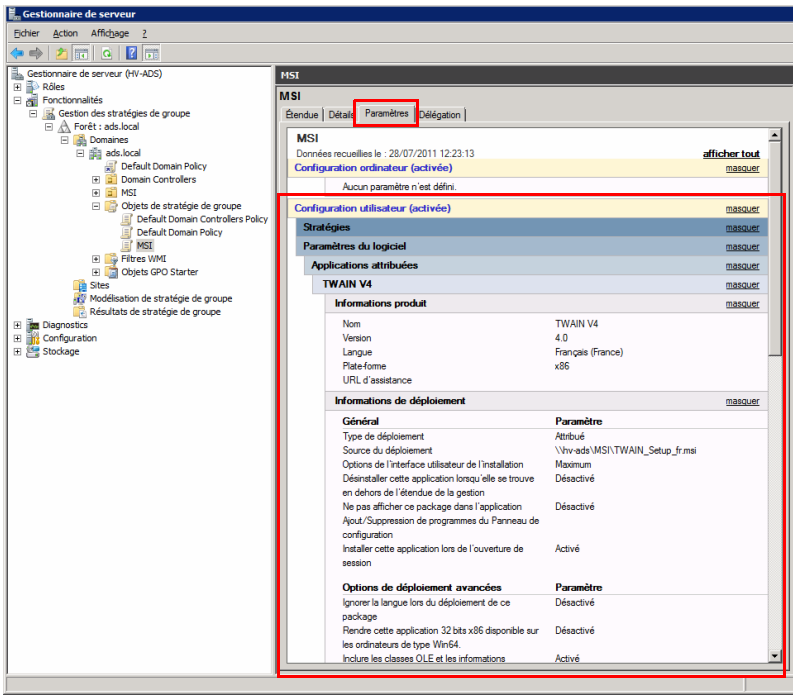 Gestionnaire de serveur
Fichier Action Affichage ?
Gestionnaire de serveur (HV-ADS)
Rôles
Fonctionnalités
Gestion des stratégies de groupe
Forêt : ads.local
Domaines
ads.local
Default Domain Policy
Domain Controllers
MSI
Objets de stratégie de groupe
Default Domain Controllers Policy
Default Domain Policy
MSI
Filtres WMI
Objets GPO Starter
Sites
Modélisation de stratégie de groupe
Résultats de stratégie de groupe
Diagnostics
Configuration
Stockage
MSI
MSI
Étendue Détails Paramètres Délégation
MSI
Données recueillies le : 28/07/2011 12:23:13 afficher tout
Configuration ordinateur (activée) masquer
Aucun paramètre n'est défini.
Configuration utilisateur (activée) masquer
Stratégies masquer
Paramètres du logiciel masquer
Applications attribuées masquer
TWAIN V4 masquer
Informations produit masquer
Nom TWAIN V4
Version 4.0
Langue Français (France)
Plate-forme x86
URL d'assistance
Informations de déploiement masquer
Général Paramètre
Type de déploiement Attribué
Source du déploiement \\hv-ads\MSI\TWAIN_Setup_fr.msi
Options de l'interface utilisateur de l'installation Maximum
Désinstaller cette application lorsqu'elle se trouve Désactivé
en dehors de l'étendue de la gestion
Ne pas afficher ce package dans l'application Désactivé
Ajout/Suppression de programmes du Panneau de
configuration
Installer cette application lors de l'ouverture de Activé
session
Options de déploiement avancées Paramètre
Ignorer la langue lors du déploiement de ce Désactivé
package
Rendre cette application 32 bits x86 disponible sur Désactivé
les ordinateurs de type Win64.
Inclure les classes OLE et les informations Activé